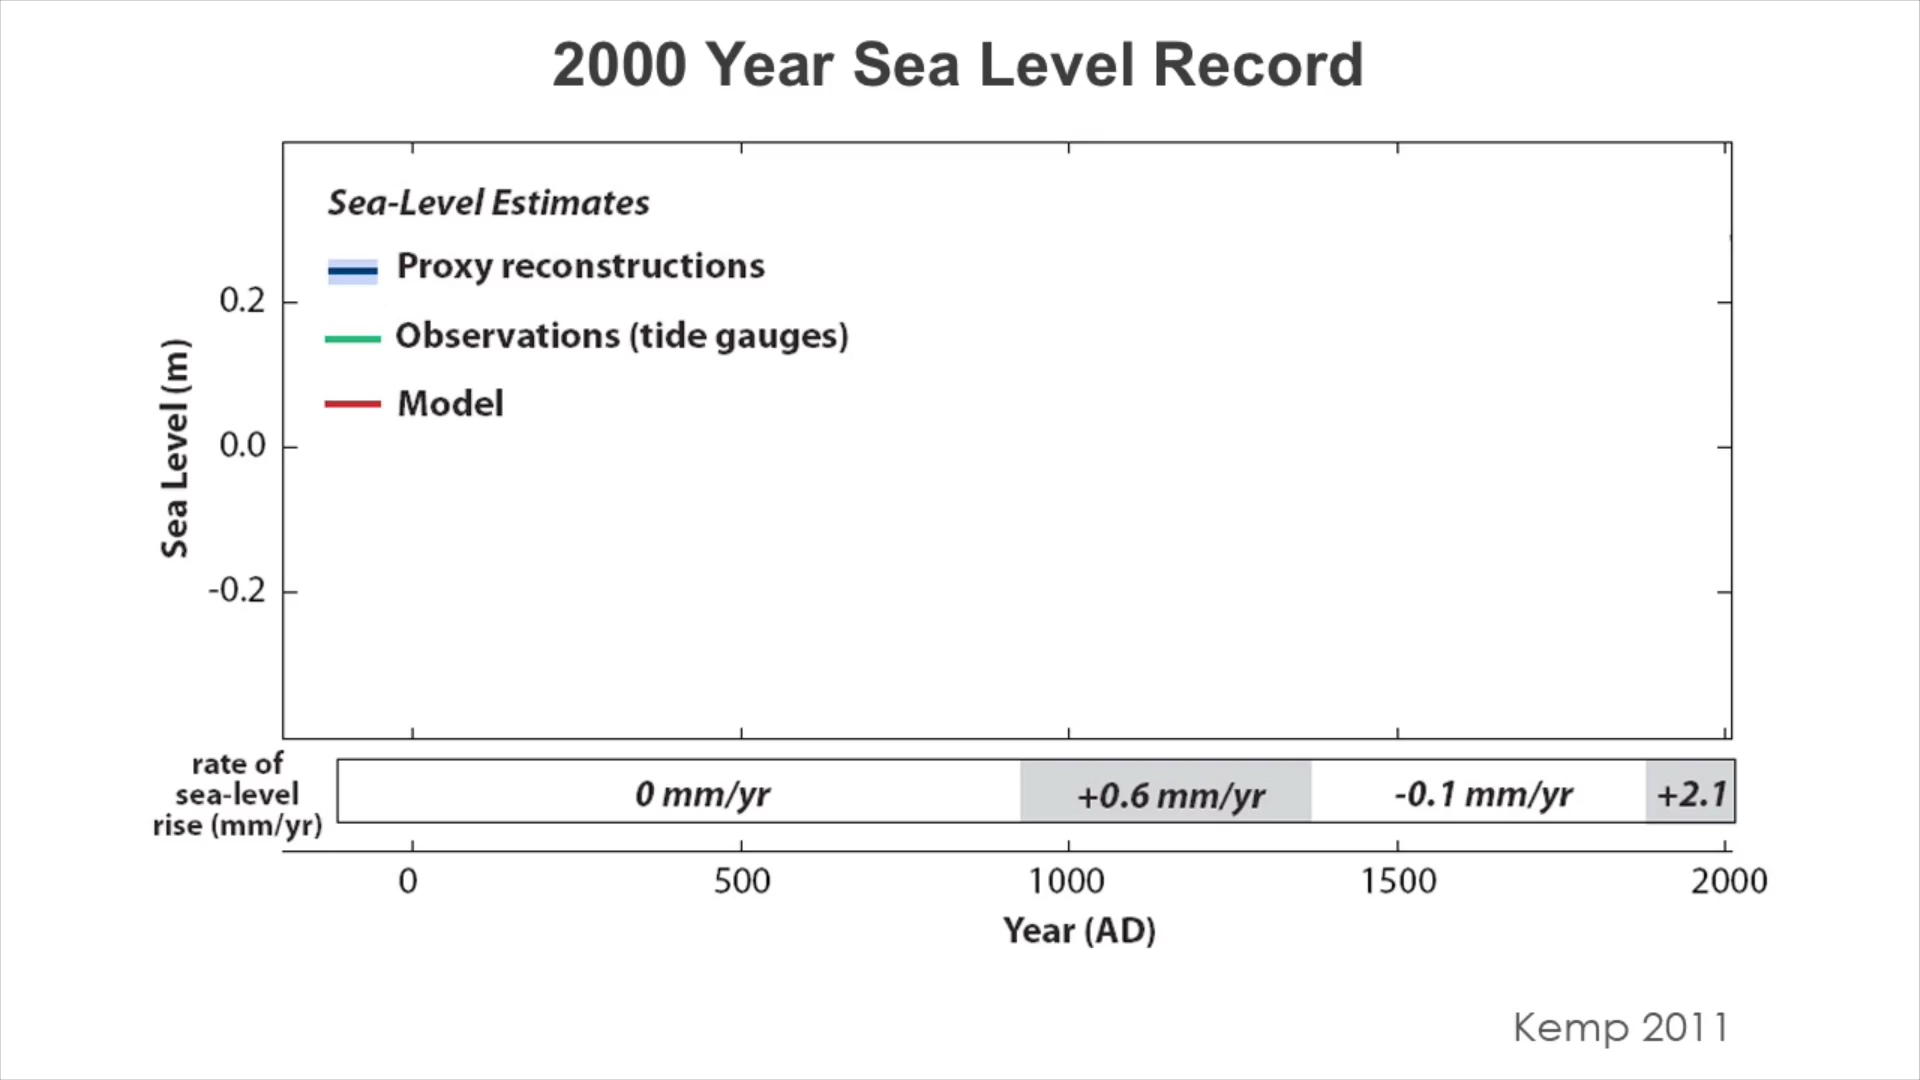 2000 Year Sea Level Record
Sea-Level Estimates
Proxy reconstructions
Observations (tide gauges)
Model
0.2
0.0
-0.2
Sea Level (m)
rate of
sea-level
rise (mm/yr)
0 mm/yr
+0.6 mm/yr
-0.1 mm/yr
+2.1
0
500
1000
1500
2000
Year (AD)
Kemp 2011